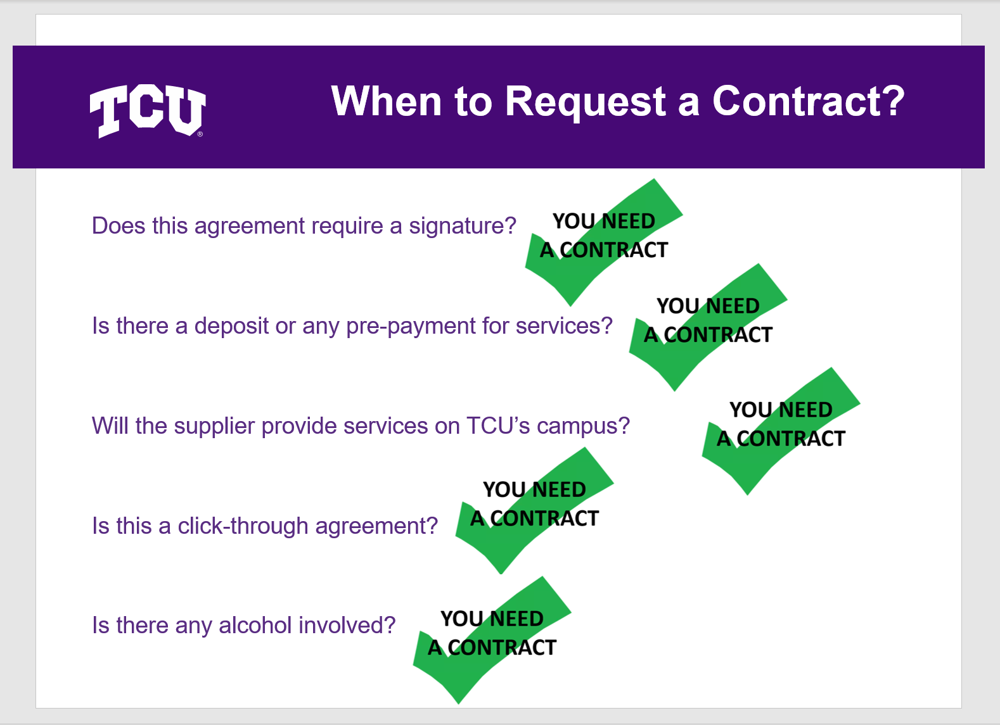 TCU®
When to Request a Contract?
Does this agreement require a signature?
YOU NEED
A CONTRACT
Is there a deposit or any pre-payment for services?
YOU NEED
A CONTRACT
Will the supplier provide services on TCU’s campus?
YOU NEED
A CONTRACT
Is this a click-through agreement?
YOU NEED
A CONTRACT
Is there any alcohol involved?
YOU NEED
A CONTRACT